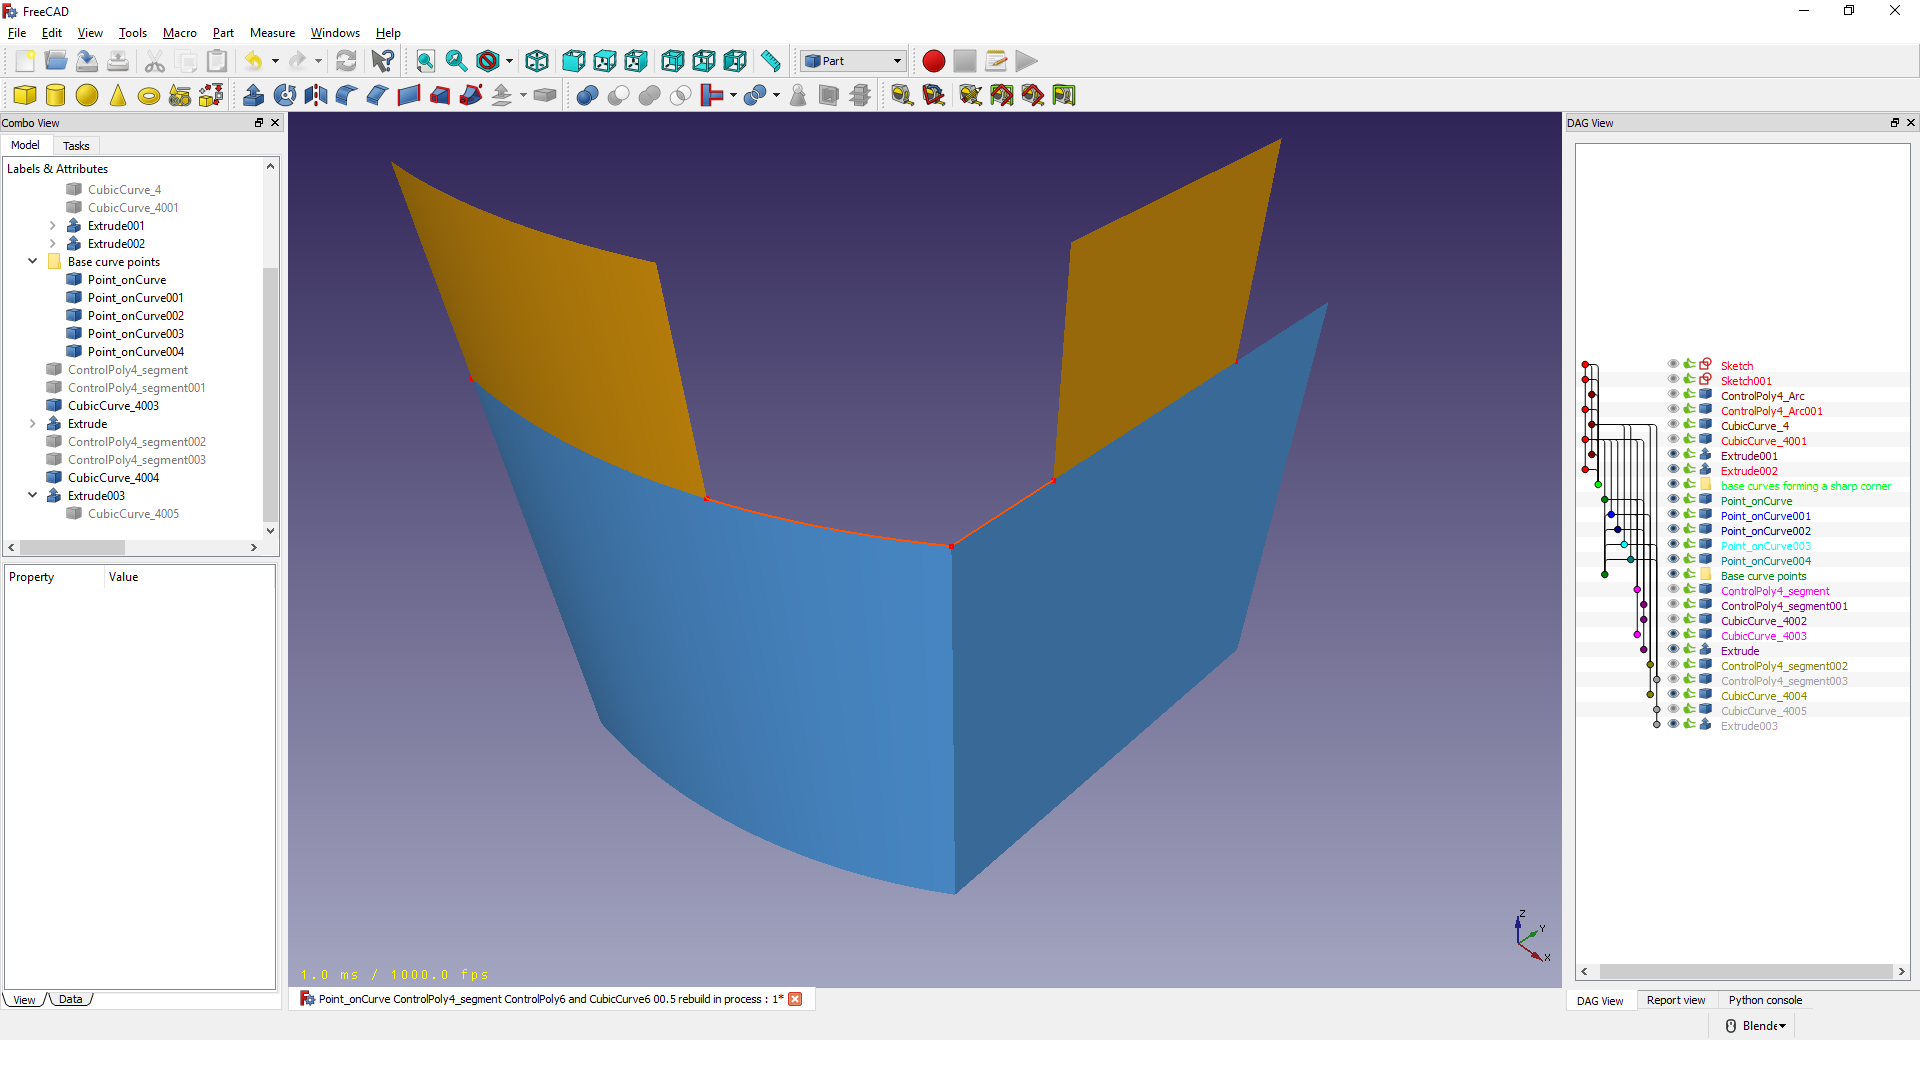 FreeCAD
File Edit View Tools Macro Part Measure Windows Help
Part
Combo View
Model Tasks
Labels & Attributes
CubicCurve_4
CubicCurve_4001
Extrude001
Extrude002
Base curve points
Point_onCurve
Point_onCurve001
Point_onCurve002
Point_onCurve003
Point_onCurve004
ControlPoly4_segment
ControlPoly4_segment001
CubicCurve_4003
Extrude
ControlPoly4_segment002
ControlPoly4_segment003
CubicCurve_4004
Extrude003
CubicCurve_4005
Property Value
View Data
1.0 ms / 1000.0 fps
Z
Y
X
Point_onCurve ControlPoly4_segment ControlPoly6 and CubicCurve6 00.5 rebuild in process : 1*
DAG View
Sketch
Sketch001
ControlPoly4_Arc
ControlPoly4_Arc001
CubicCurve_4
CubicCurve_4001
Extrude001
Extrude002
base curves forming a sharp corner
Point_onCurve
Point_onCurve001
Point_onCurve002
Point_onCurve003
Point_onCurve004
Base curve points
ControlPoly4_segment
ControlPoly4_segment001
CubicCurve_4002
CubicCurve_4003
Extrude
ControlPoly4_segment002
ControlPoly4_segment003
CubicCurve_4004
CubicCurve_4005
Extrude003
DAG View Report view Python console
Blende